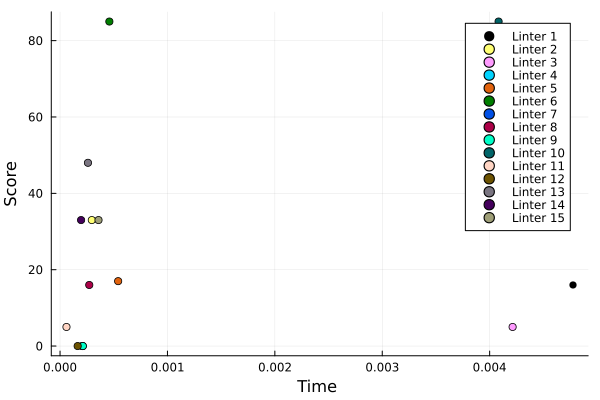 80
60
40
20
0
Score
0.000
0.001
0.002
0.003
0.004
Time
Linter 1
Linter 2
Linter 3
Linter 4
Linter 5
Linter 6
Linter 7
Linter 8
Linter 9
Linter 10
Linter 11
Linter 12
Linter 13
Linter 14
Linter 15